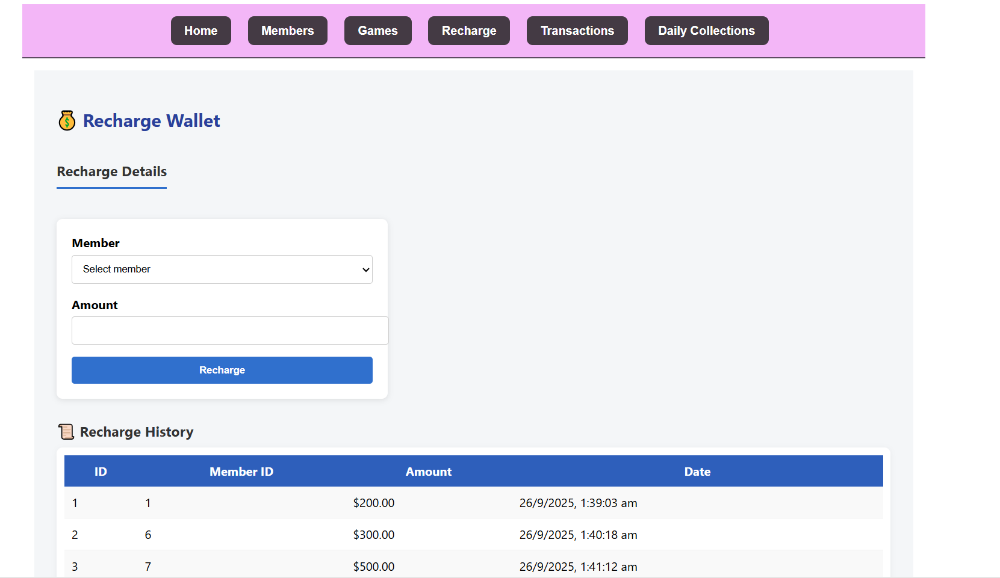 Home Members Games Recharge Transactions Daily Collections
Recharge Wallet
Recharge Details
Member
Select member
Amount
Recharge
Recharge History
ID Member ID Amount Date
1 1 $200.00 26/9/2025, 1:39:03 am
2 6 $300.00 26/9/2025, 1:40:18 am
3 7 $500.00 26/9/2025, 1:41:12 am